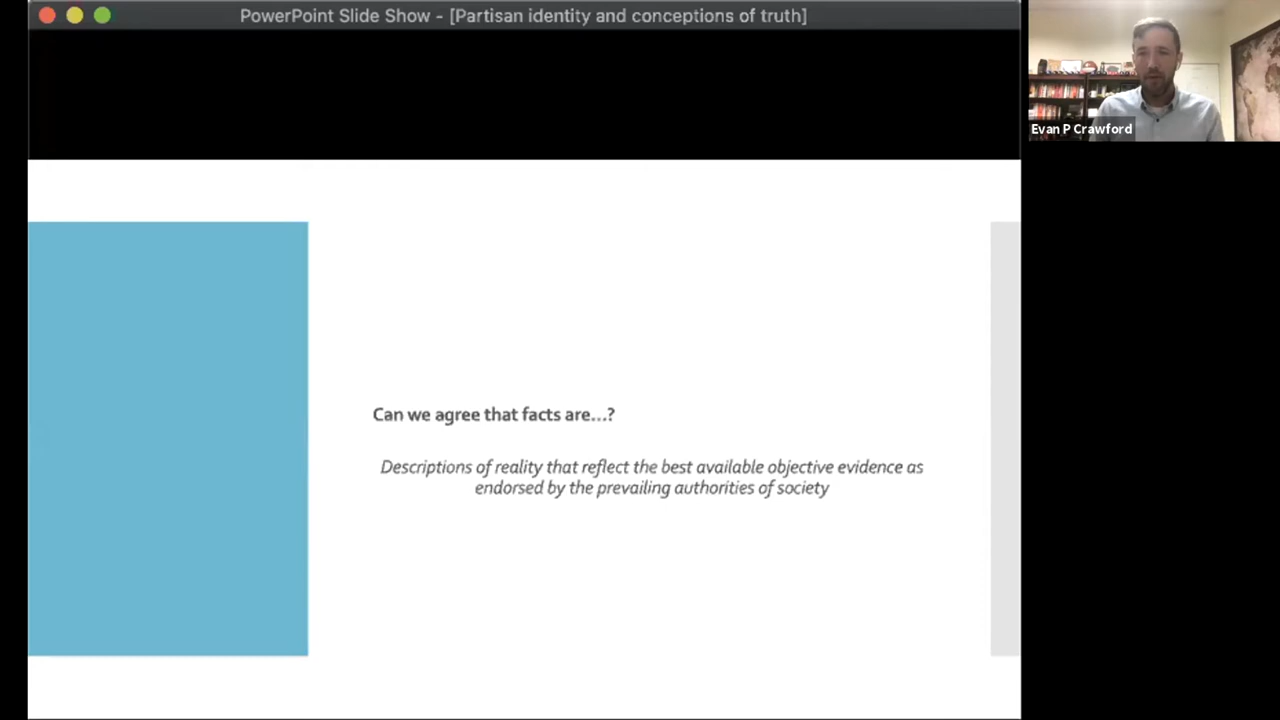 PowerPoint Slide Show - [Partisan identity and conceptions of truth]
Evan P Crawford
Can we agree that facts are...?
Descriptions of reality that reflect the best available objective evidence as
endorsed by the prevailing authorities of society